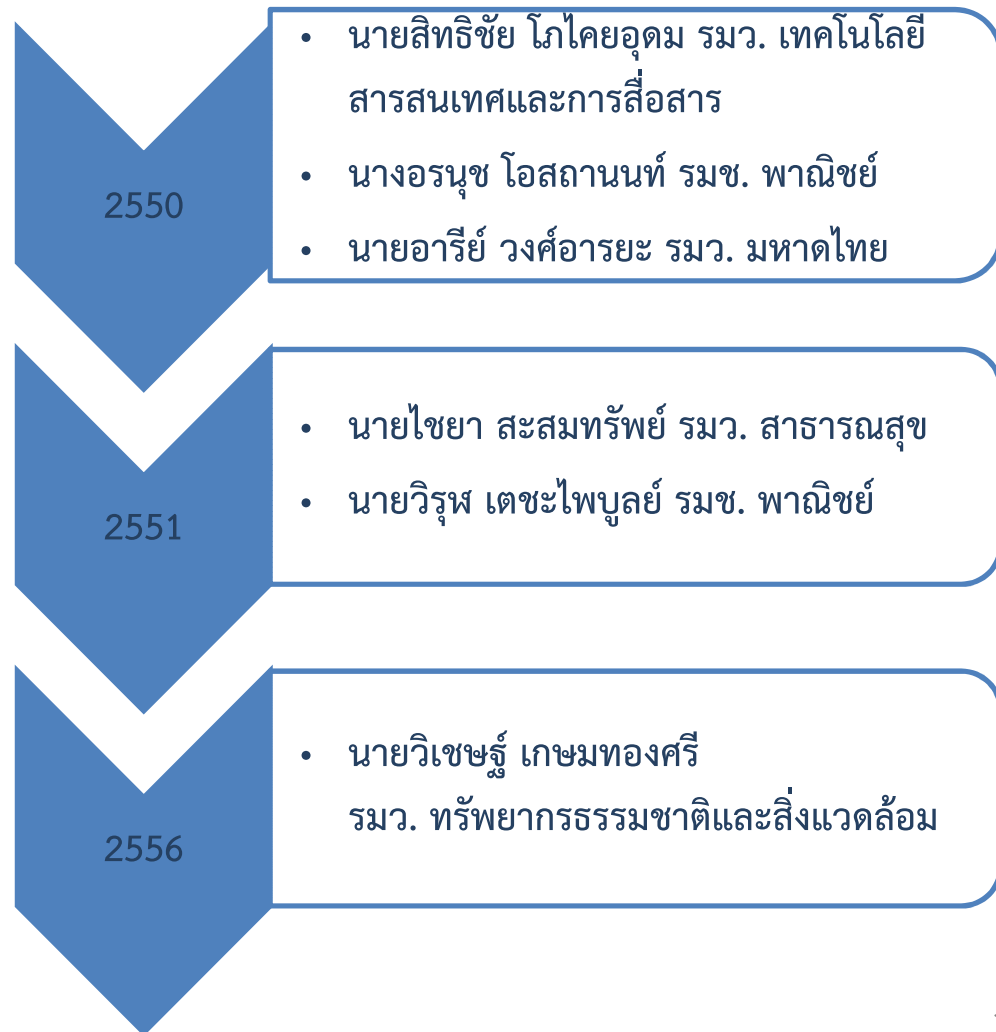 2550
• นายสิทธิชัย โภไคยอุดม รมว. เทคโนโลยี
สารสนเทศและการสื่อสาร
• นางอรนุช โอสถานนท์ รมช. พาณิชย์
• นายอารีย์ วงศ์อารยะ รมว. มหาดไทย
2551
• นายไชยา สะสมทรัพย์ รมว. สาธารณสุข
• นายวิรุฬ เตชะไพบูลย์ รมช. พาณิชย์
2556
• นายวิเชษฐ์ เกษมทองศรี
รมว. ทรัพยากรธรรมชาติและสิ่งแวดล้อม